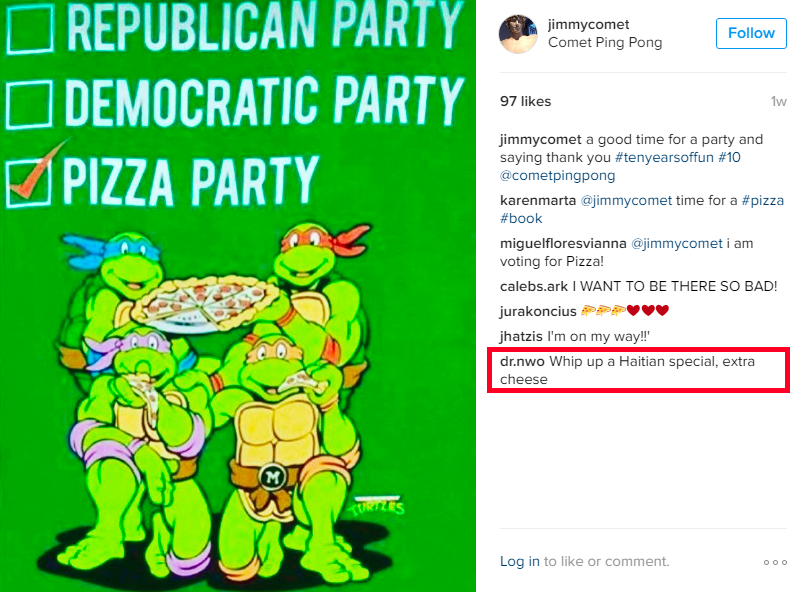 REPUBLICAN PARTY
DEMOCRATIC PARTY
PIZZA PARTY
M
TURTLES
jimmycomet
Comet Ping Pong
Follow
97 likes
1w
jimmycomet a good time for a party and
saying thank you #tenyearsoffun #10
@cometpingpong
karenmarta @jimmycomet time for a #pizza
#book
miguelfloresvianna @jimmycomet i am
voting for Pizza!
calebs.ark I WANT TO BE THERE SO BAD!
jurakoncius 🍕🍕🍕❤️❤️❤️
jhatzis I'm on my way!!'
dr.nwo Whip up a Haitian special, extra
cheese
Log in to like or comment.